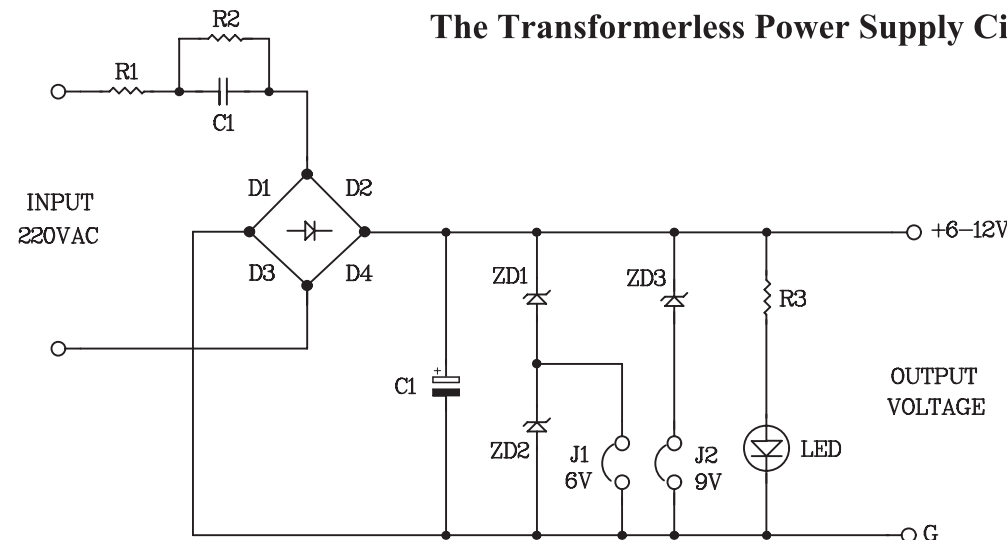 The Transformerless Power Supply Ci
R2
R1
C1
D1
D2
INPUT
220VAC
+6-12V
D3
D4
ZD1
ZD3
R3
C1
+
OUTPUT
VOLTAGE
ZD2
J1
6V
J2
9V
LED
G